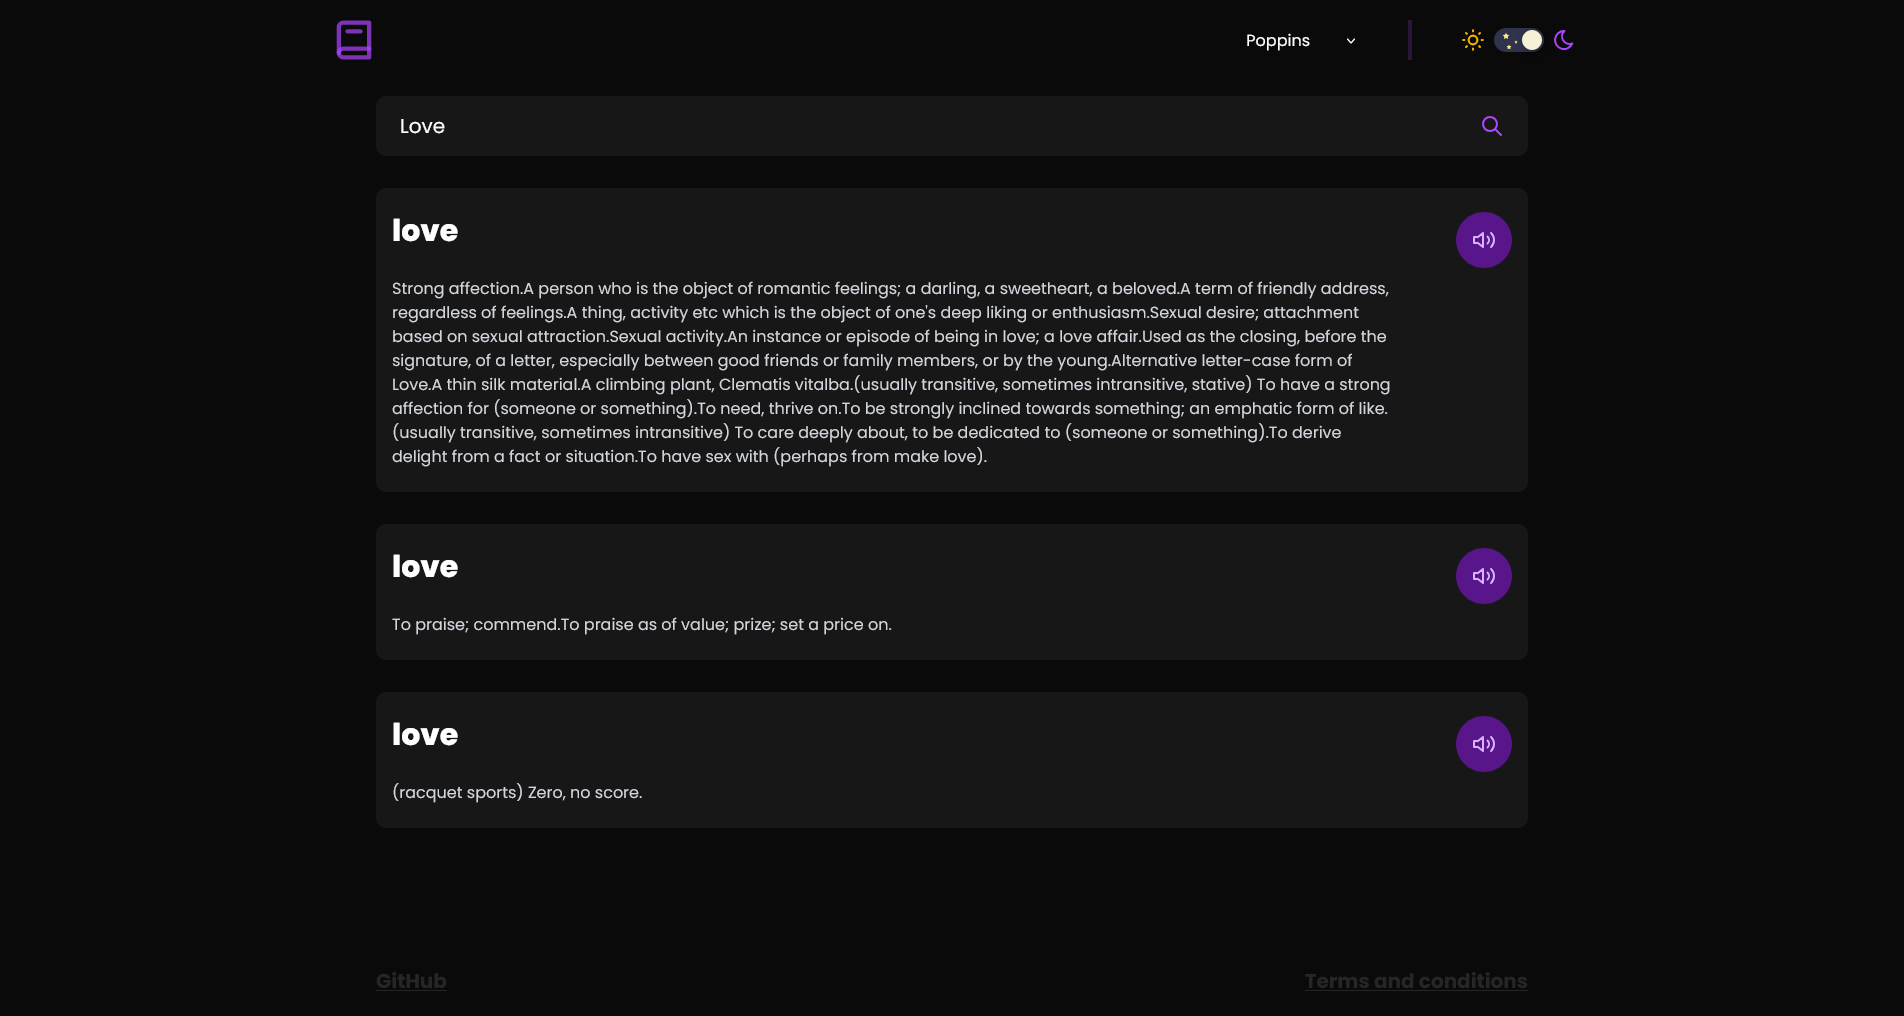 Poppins
Love
love
Strong affection.A person who is the object of romantic feelings; a darling, a sweetheart, a beloved.A term of friendly address,
regardless of feelings.A thing, activity etc which is the object of one's deep liking or enthusiasm.Sexual desire; attachment
based on sexual attraction.Sexual activity.An instance or episode of being in love; a love affair.Used as the closing, before the
signature, of a letter, especially between good friends or family members, or by the young.Alternative letter-case form of
Love.A thin silk material.A climbing plant, Clematis vitalba.(usually transitive, sometimes intransitive, stative) To have a strong
affection for (someone or something).To need, thrive on.To be strongly inclined towards something; an emphatic form of like.
(usually transitive, sometimes intransitive) To care deeply about, to be dedicated to (someone or something).To derive
delight from a fact or situation.To have sex with (perhaps from make love).
love
To praise; commend.To praise as of value; prize; set a price on.
love
(racquet sports) Zero, no score.
GitHub
Terms and conditions